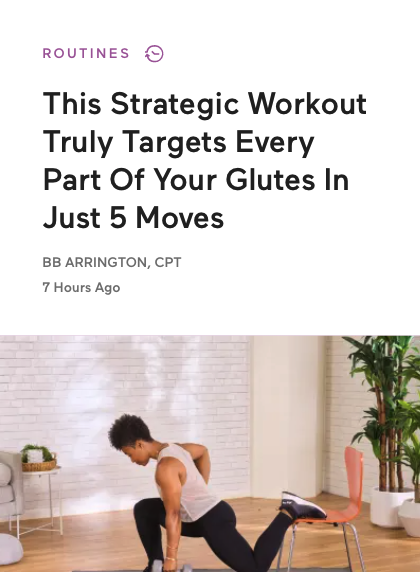 ROUTINES
This Strategic Workout
Truly Targets Every
Part Of Your Glutes In
Just 5 Moves
BB ARRINGTON, CPT
7 Hours Ago